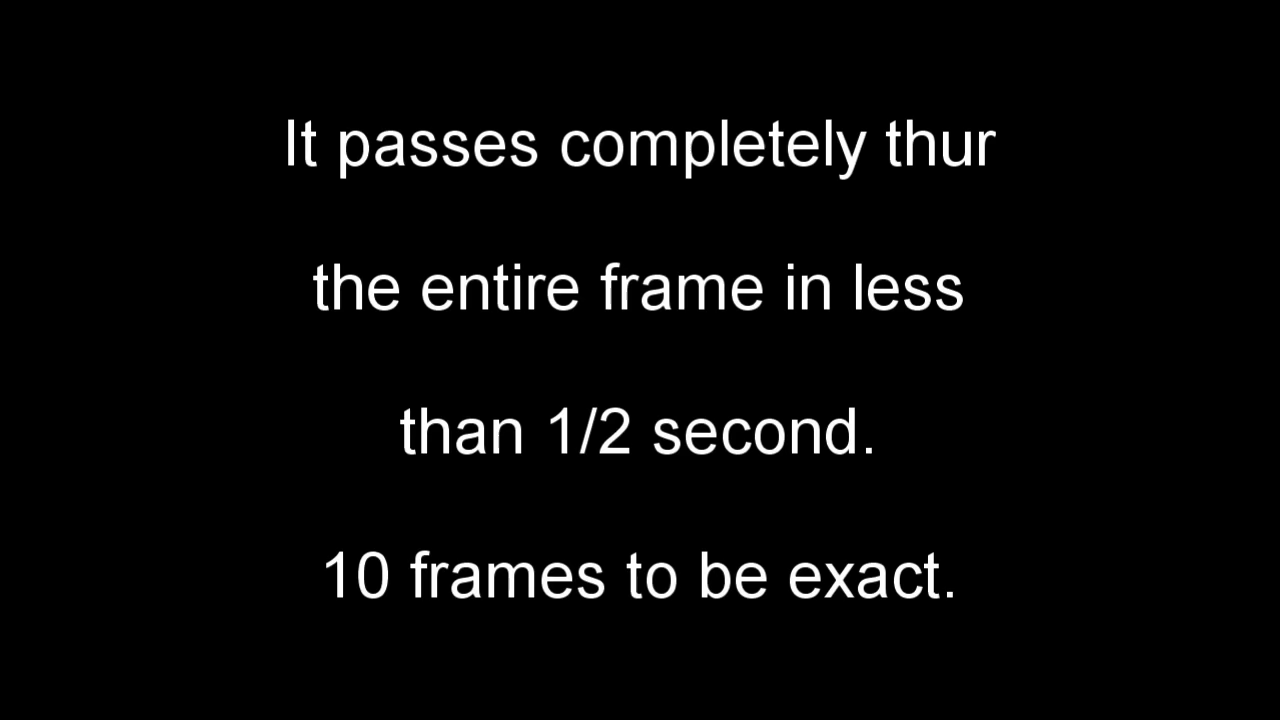 It passes completely thur
the entire frame in less
than 1/2 second.
10 frames to be exact.